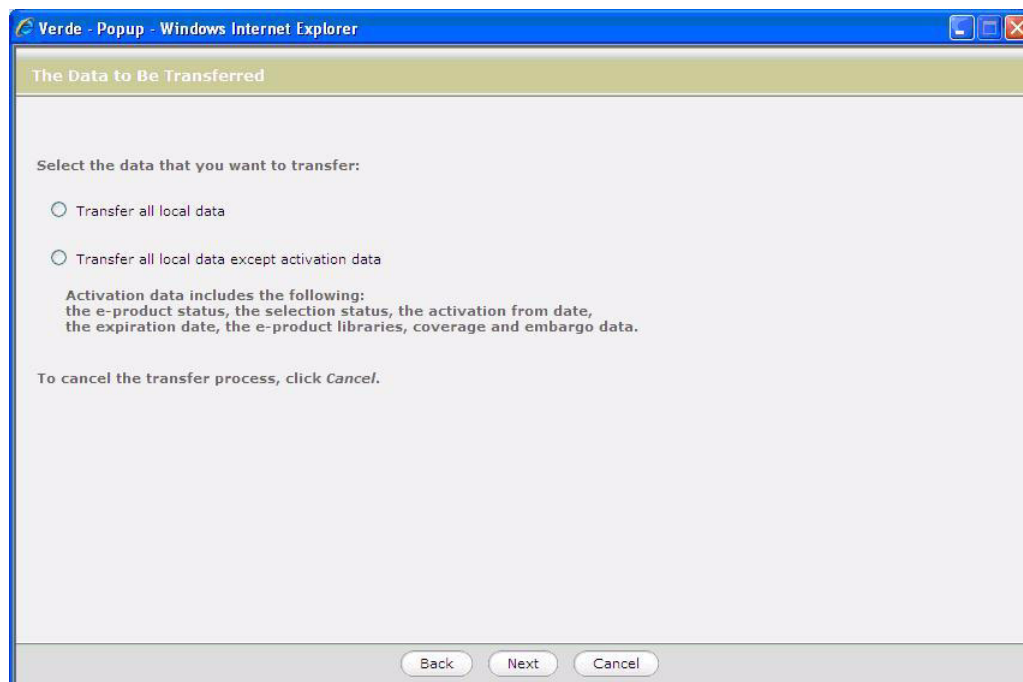 Verde - Popup - Windows Internet Explorer
The Data to Be Transferred
Select the data that you want to transfer:
Transfer all local data
Transfer all local data except activation data
Activation data includes the following:
the e-product status, the selection status, the activation from date,
the expiration date, the e-product libraries, coverage and embargo data.
To cancel the transfer process, click Cancel.
Back Next Cancel